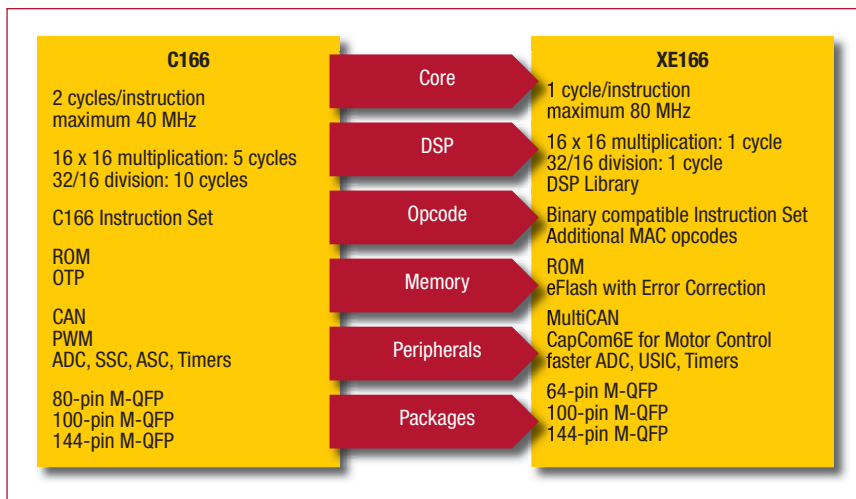 C166
2 cycles/instruction
maximum 40 MHz
16 x 16 multiplication: 5 cycles
32/16 division: 10 cycles
C166 Instruction Set
ROM
OTP
CAN
PWM
ADC, SSC, ASC, Timers
80-pin M-QFP
100-pin M-QFP
144-pin M-QFP
Core
DSP
Opcode
Memory
Peripherals
Packages
XE166
1 cycle/instruction
maximum 80 MHz
16 x 16 multiplication: 1 cycle
32/16 division: 1 cycle
DSP Library
Binary compatible Instruction Set
Additional MAC opcodes
ROM
eFlash with Error Correction
MultiCAN
CapCom6E for Motor Control
faster ADC, USIC, Timers
64-pin M-QFP
100-pin M-QFP
144-pin M-QFP